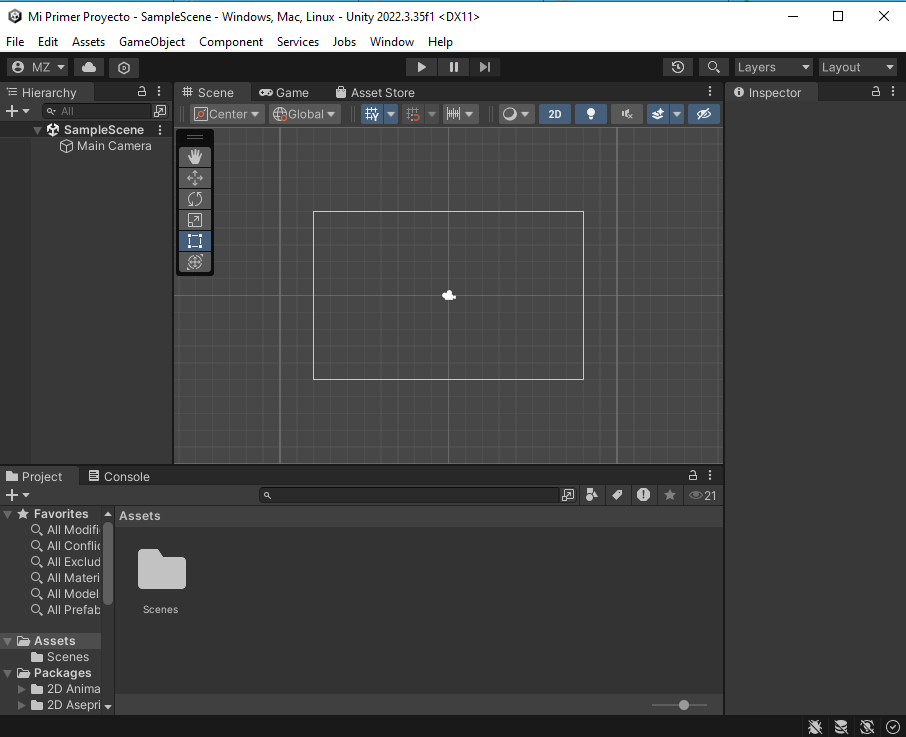 Mi Primer Proyecto - SampleScene - Windows, Mac, Linux - Unity 2022.3.35f1 <DX11>
File Edit Assets GameObject Component Services Jobs Window Help
MZ Layers Layout
Hierarchy Scene Game Asset Store Inspector
All Center Global 2D
SampleScene
Main Camera
Project Console
21
Favorites Assets
All Modifi
All Conflic
All Exclud
All Materi
All Model
All Prefab
Scenes
Assets
Scenes
Packages
2D Anima
2D Asepri